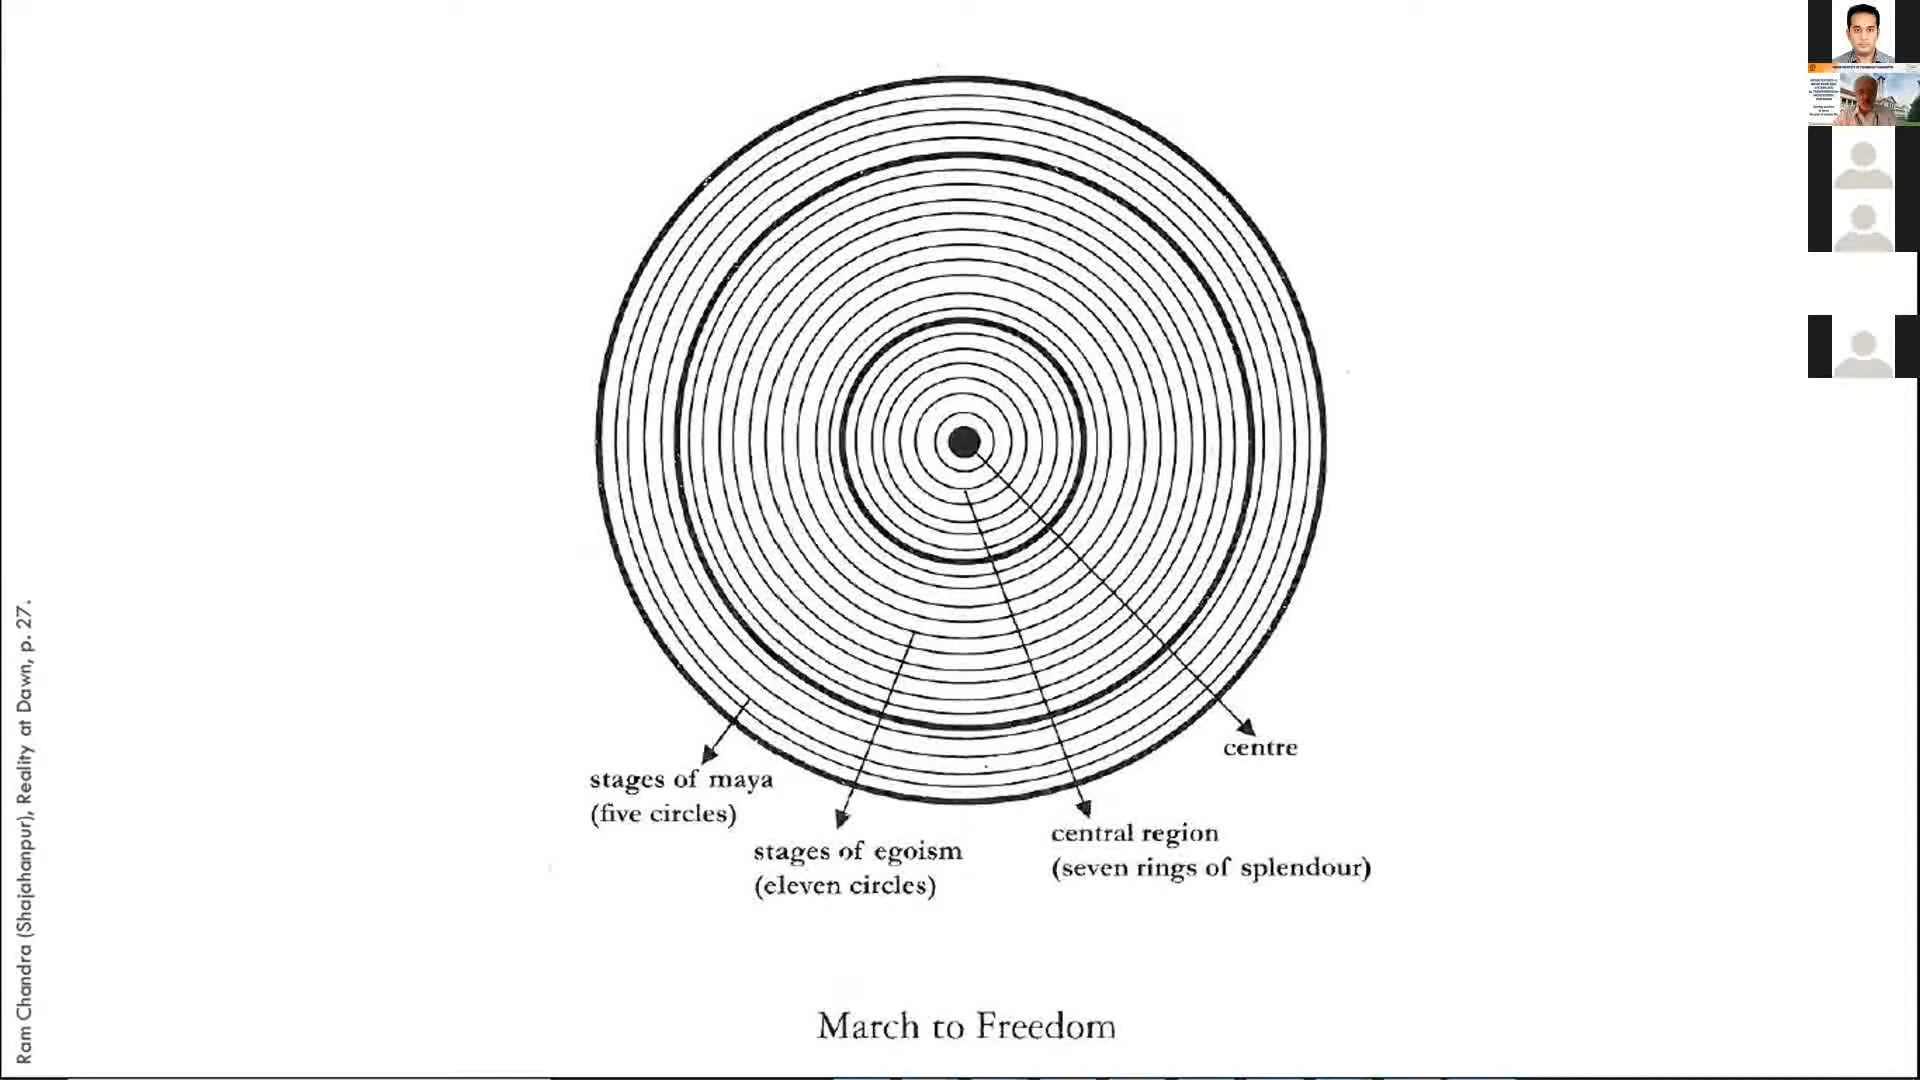 Ram Chandra (Shajahanpur), Reality at Dawn, p. 27.
centre
stages of maya
(five circles)
central region
(seven rings of splendour)
stages of egoism
(eleven circles)
March to Freedom